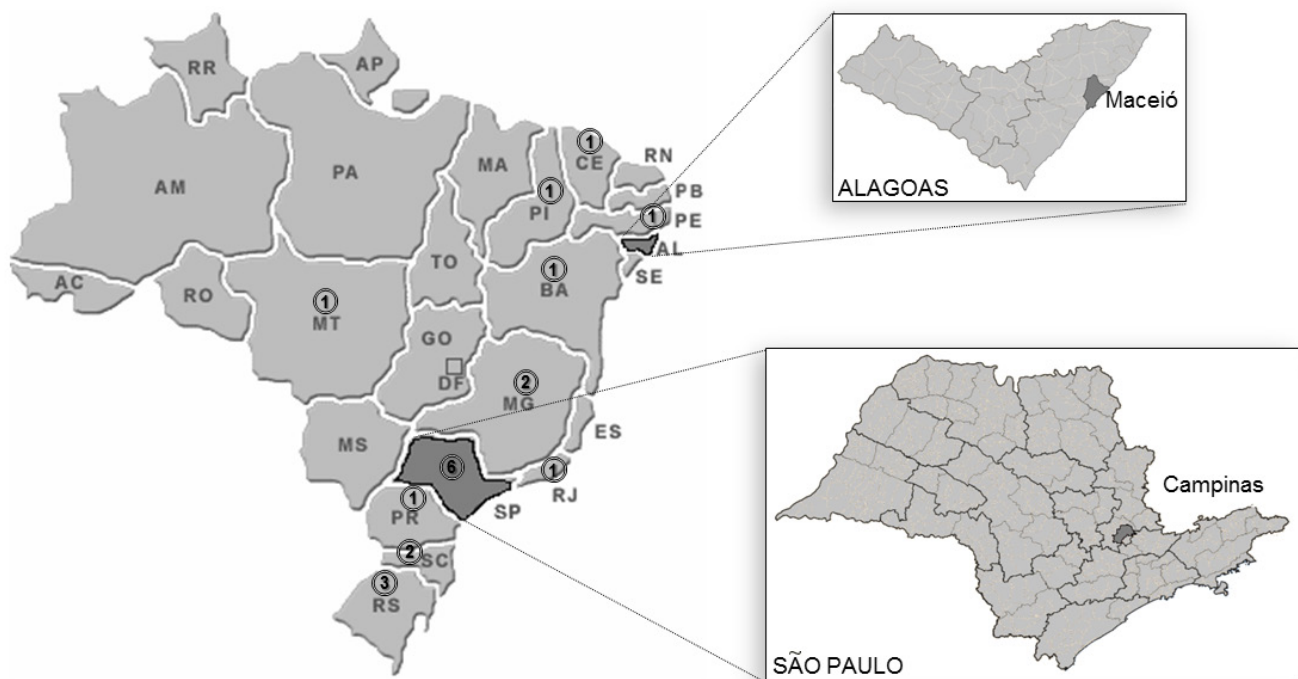 RR
AP
AM
PA
MA
1
CE
RN
1
PI
PB
1
PE
AL
SE
AC
RO
TO
1
BA
1
MT
GO
DF
2
MG
ES
MS
6
SP
1
RJ
1
PR
2
SC
3
RS
Maceió
ALAGOAS
Campinas
SÃO PAULO